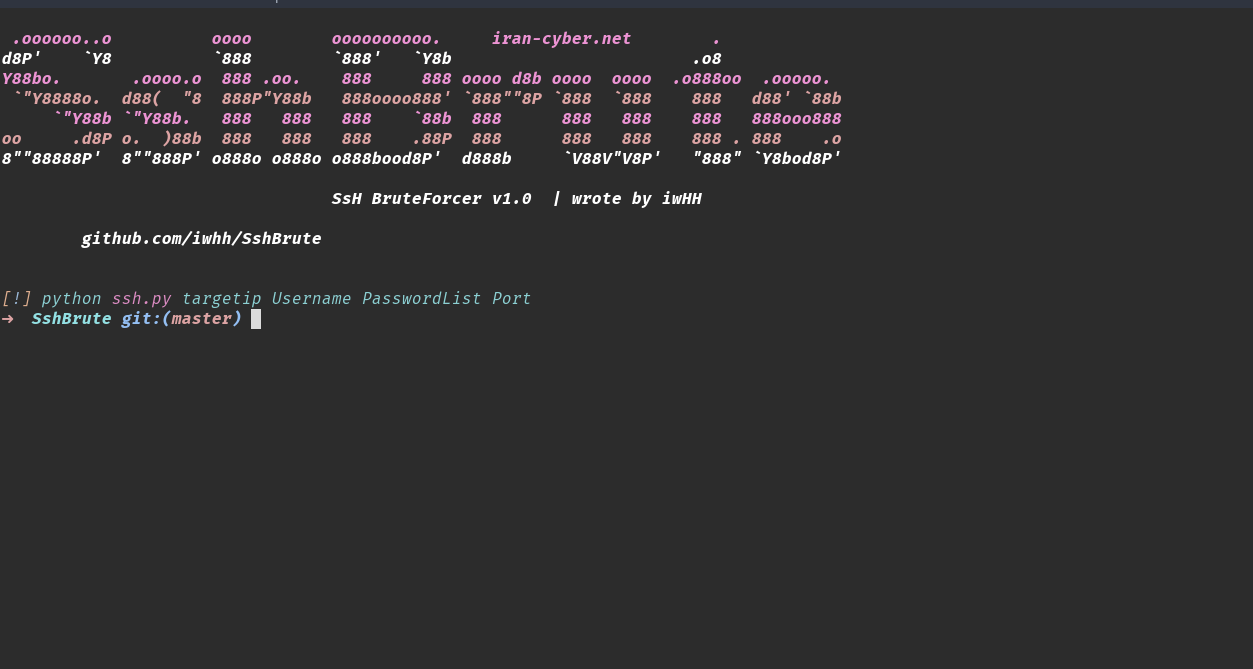 .oooooo..o          oooo        oooooooooo.     iran-cyber.net        .
d8P'    `Y8          `888        `888'   `Y8b                        .o8
Y88bo.       .oooo.o  888 .oo.    888     888 oooo d8b oooo  oooo  .o888oo  .ooooo.
 `"Y8888o.  d88(  "8  888P"Y88b   888oooo888' `888""8P `888  `888    888   d88' `88b
     `"Y88b `"Y88b.   888   888   888    `88b  888      888   888    888   888ooo888
oo     .d8P o.  )88b  888   888   888    .88P  888      888   888    888 . 888    .o
8""88888P'  8""888P' o888o o888o o888bood8P'  d888b     `V88V"V8P'   "888" `Y8bod8P'
SsH BruteForcer v1.0  | wrote by iwHH
github.com/iwhh/SshBrute
[!] python ssh.py targetip Username PasswordList Port
→  SshBrute git:(master)